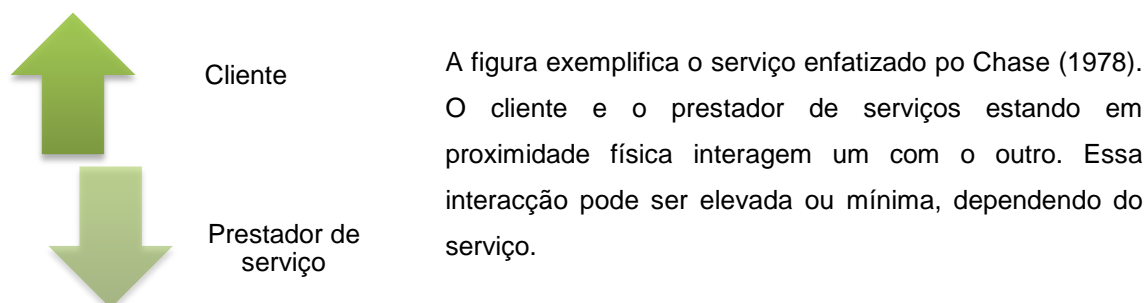 Cliente
Prestador de
serviço
A figura exemplifica o serviço enfatizado po Chase (1978).
O cliente e o prestador de serviços estando em
proximidade física interagem um com o outro. Essa
interacção pode ser elevada ou mínima, dependendo do
serviço.